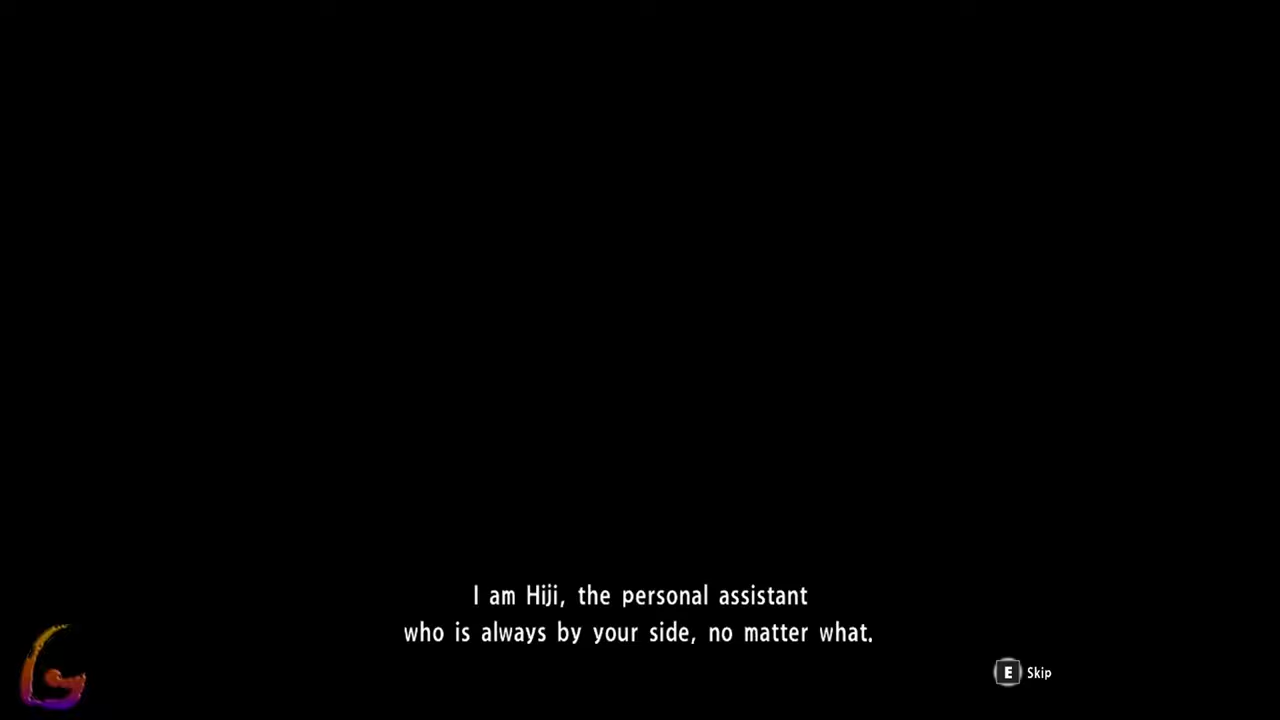 I am Hiji, the personal assistant
who is always by your side, no matter what.
E Skip